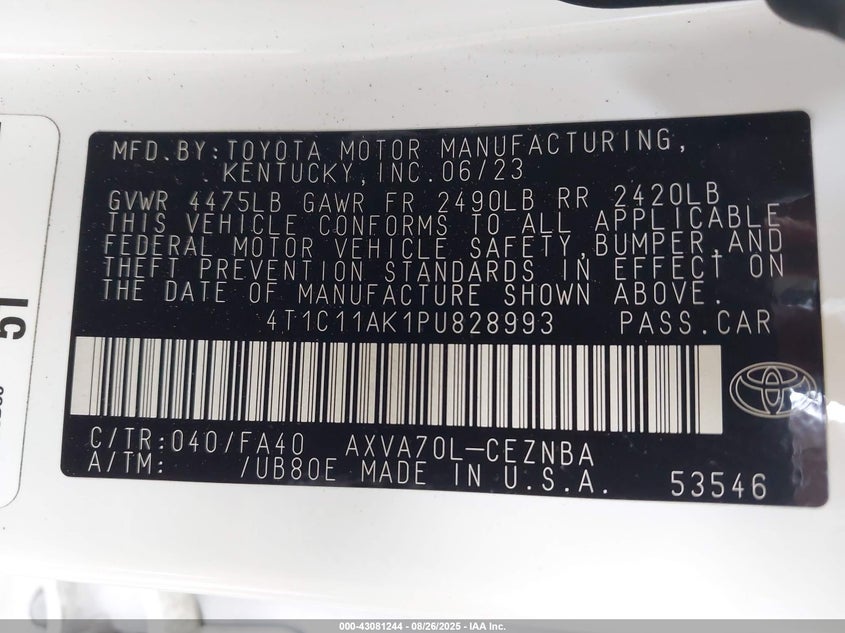 MFD.BY:TOYOTA MOTOR MANUFACTURING,
KENTUCKY,INC.06/23
GVWR 4475LB GAWR FR 2490LB RR 2420LB
THIS VEHICLE CONFORMS TO ALL APPLICABLE
FEDERAL MOTOR VEHICLE SAFETY,BUMPER,AND
THEFT PREVENTION STANDARDS IN EFFECT ON
THE DATE OF MANUFACTURE SHOWN ABOVE.
4T1C11AK1PU828993 PASS.CAR
C/TR:040/FA40 AXVA70L-CEZNBA
A/TM: /UB80E MADE IN U.S.A. 53546
000-43081244 - 08/26/2025 - IAA Inc.